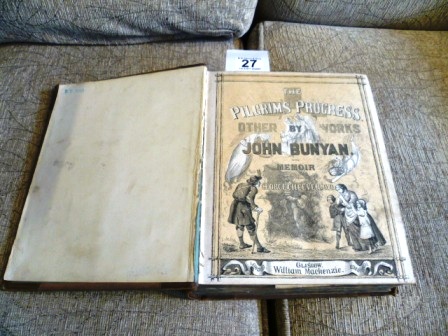 27
THE
PILGRIM'S PROGRESS
OTHER BY WORKS
JOHN BUNYAN.
MEMOIR
GLASGOW,
William Mackenzie.